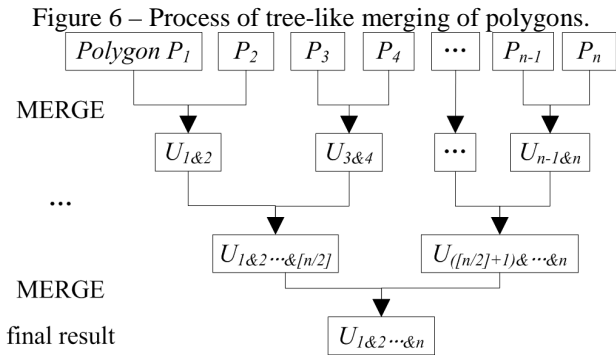 Figure 6 – Process of tree-like merging of polygons.
Polygon P1 P2 P3 P4 ... Pn-1 Pn
MERGE
U1&2 U3&4 ... Un-1&n
...
U1&2...&[n/2] U([n/2]+1)&...&n
MERGE
final result U1&2...&n